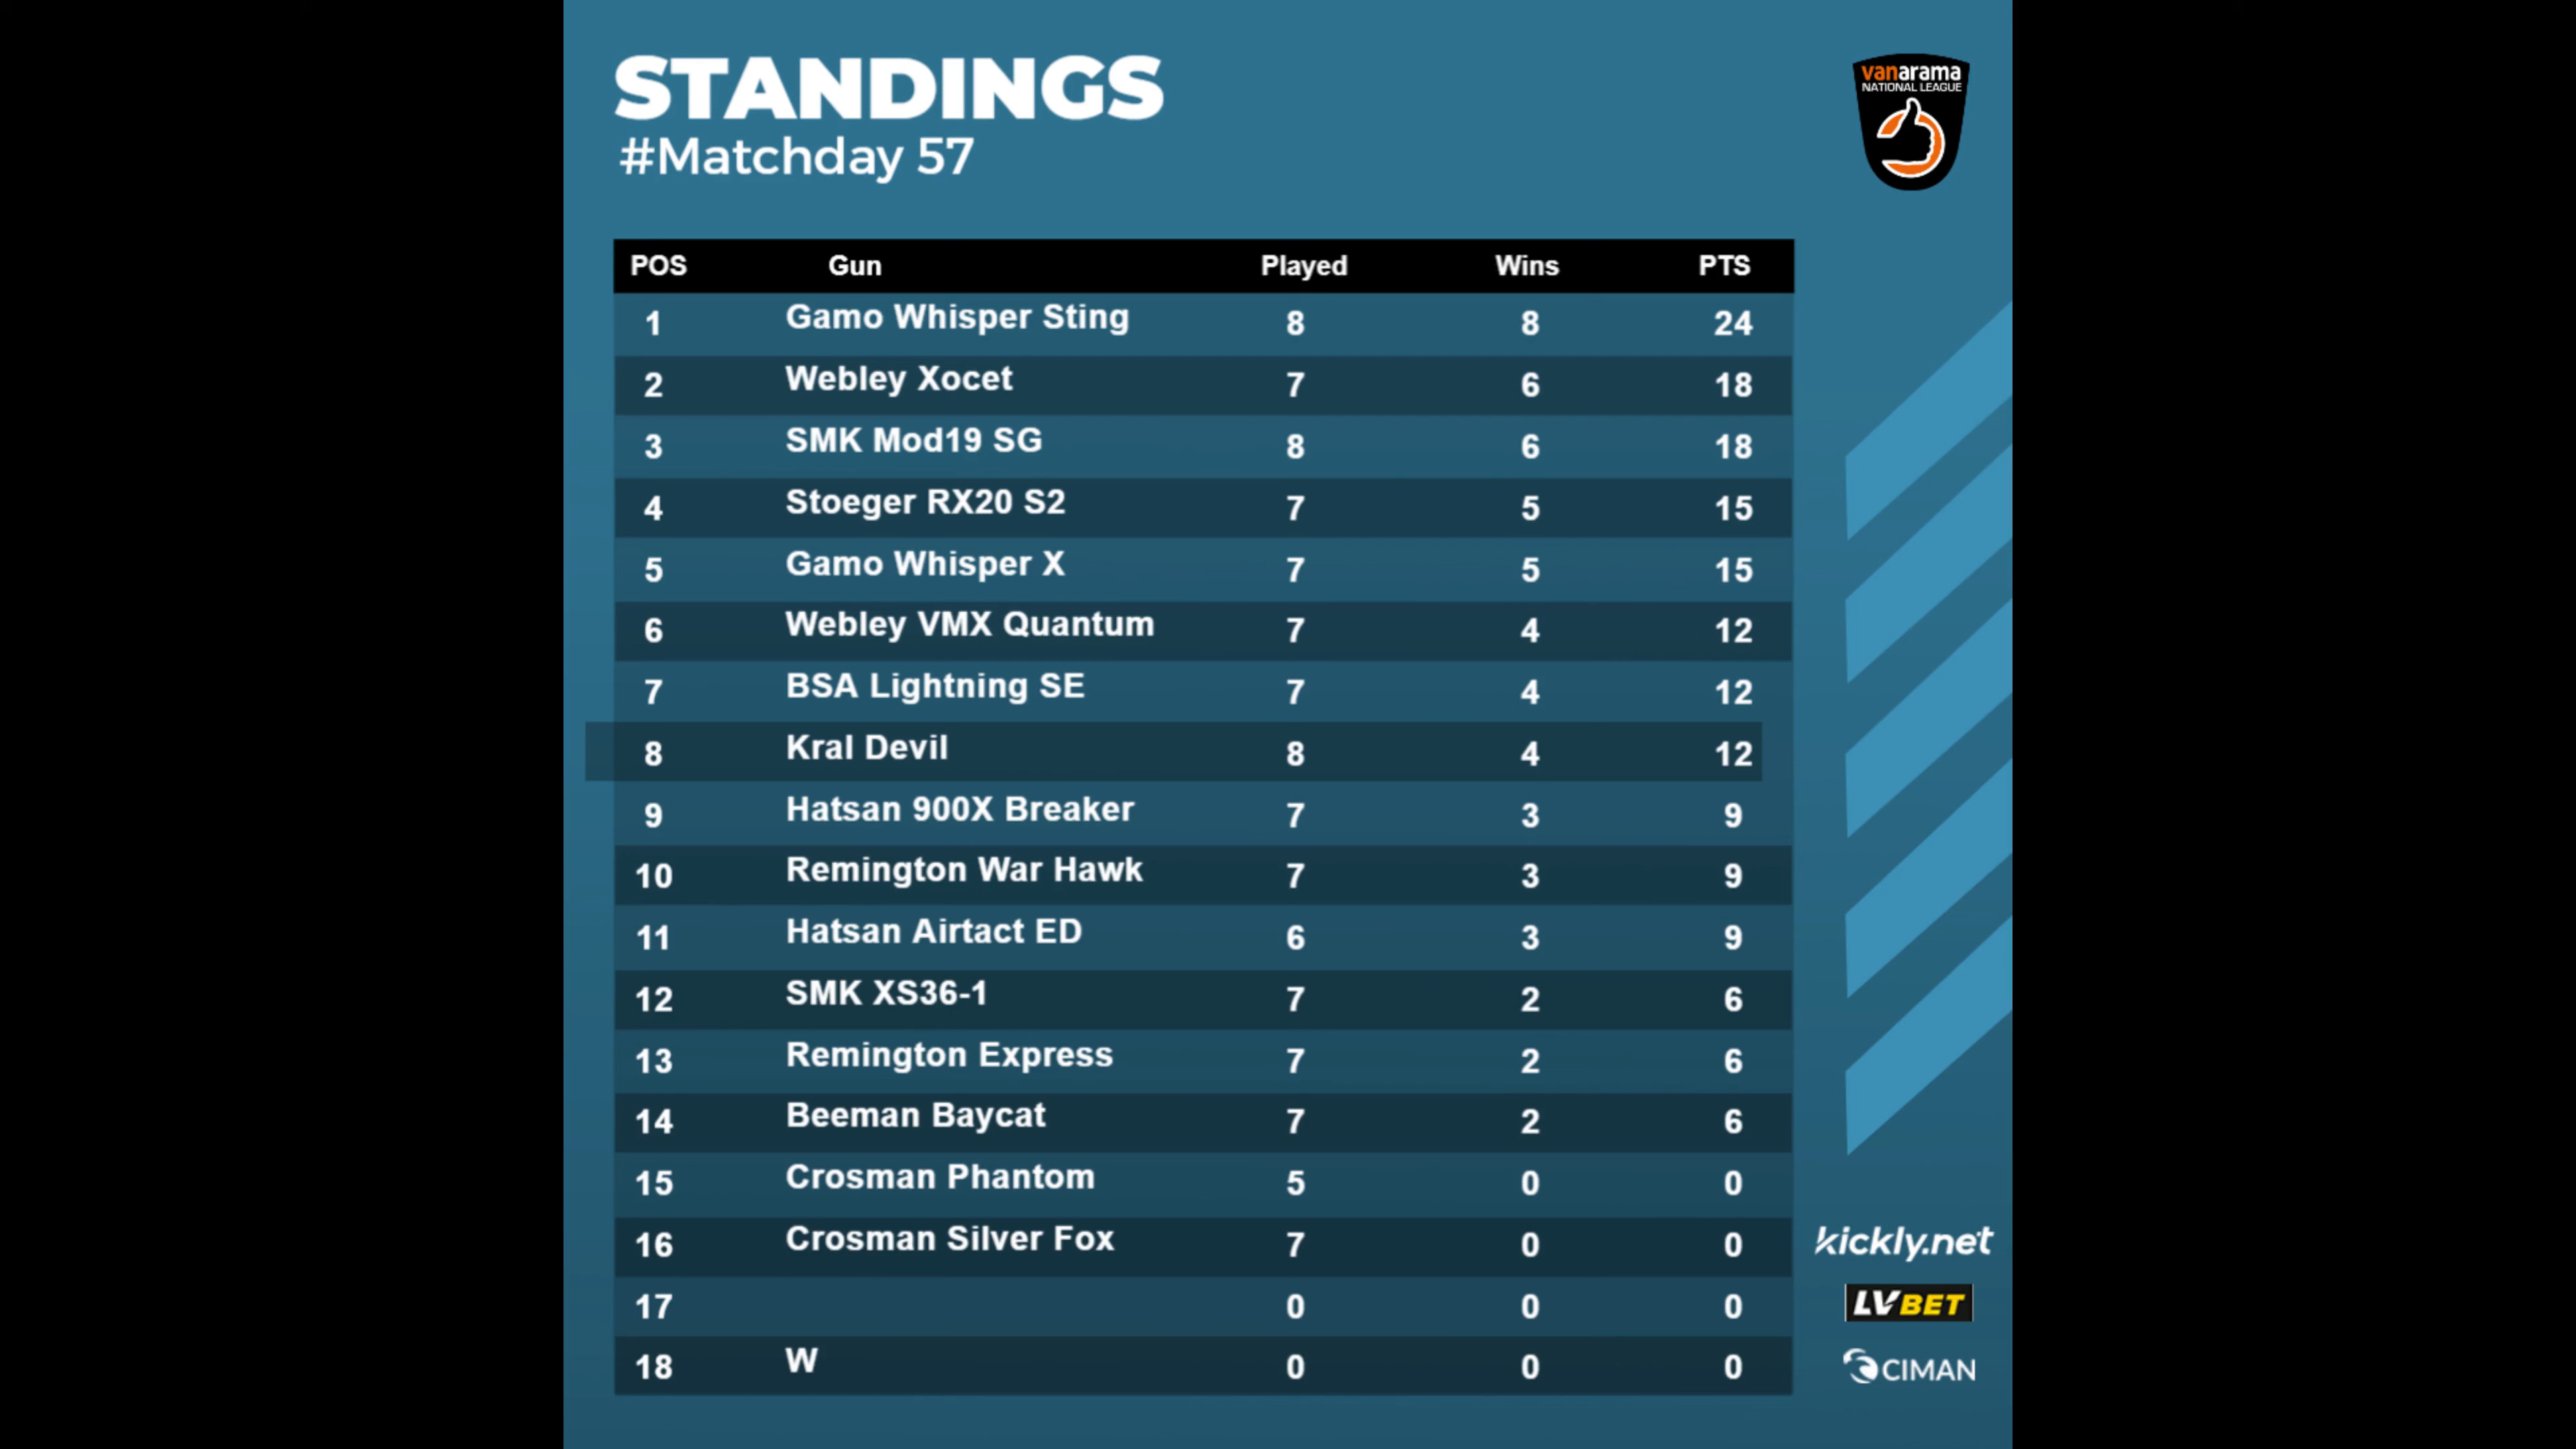 STANDINGS
#Matchday 57
vanarama
NATIONAL LEAGUE
POS Gun Played Wins PTS
1 Gamo Whisper Sting 8 8 24
2 Webley Xocet 7 6 18
3 SMK Mod19 SG 8 6 18
4 Stoeger RX20 S2 7 5 15
5 Gamo Whisper X 7 5 15
6 Webley VMX Quantum 7 4 12
7 BSA Lightning SE 7 4 12
8 Kral Devil 8 4 12
9 Hatsan 900X Breaker 7 3 9
10 Remington War Hawk 7 3 9
11 Hatsan Airtact ED 6 3 9
12 SMK XS36-1 7 2 6
13 Remington Express 7 2 6
14 Beeman Baycat 7 2 6
15 Crosman Phantom 5 0 0
16 Crosman Silver Fox 7 0 0
17 0 0 0
18 W 0 0 0
kickly.net
LVBET
CIMAN